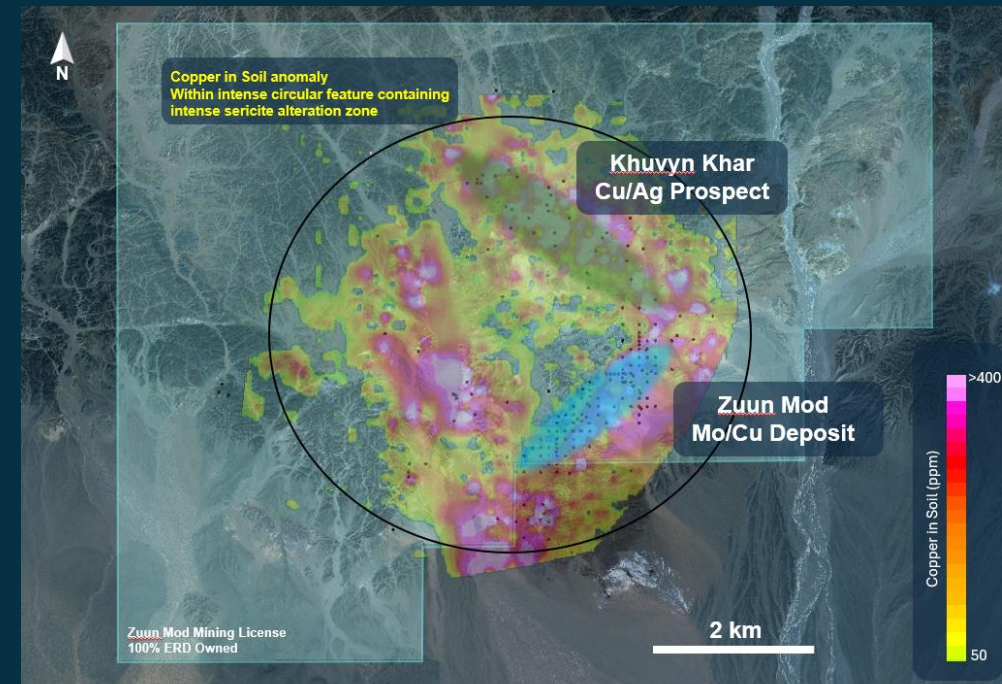 N
Copper in Soil anomaly
Within intense circular feature containing
intense sericite alteration zone
Khuvyn Khar
Cu/Ag Prospect
Zuun Mod
Mo/Cu Deposit
>400
Copper in Soil (ppm)
50
2 km
Zuun Mod Mining License
100% ERD Owned